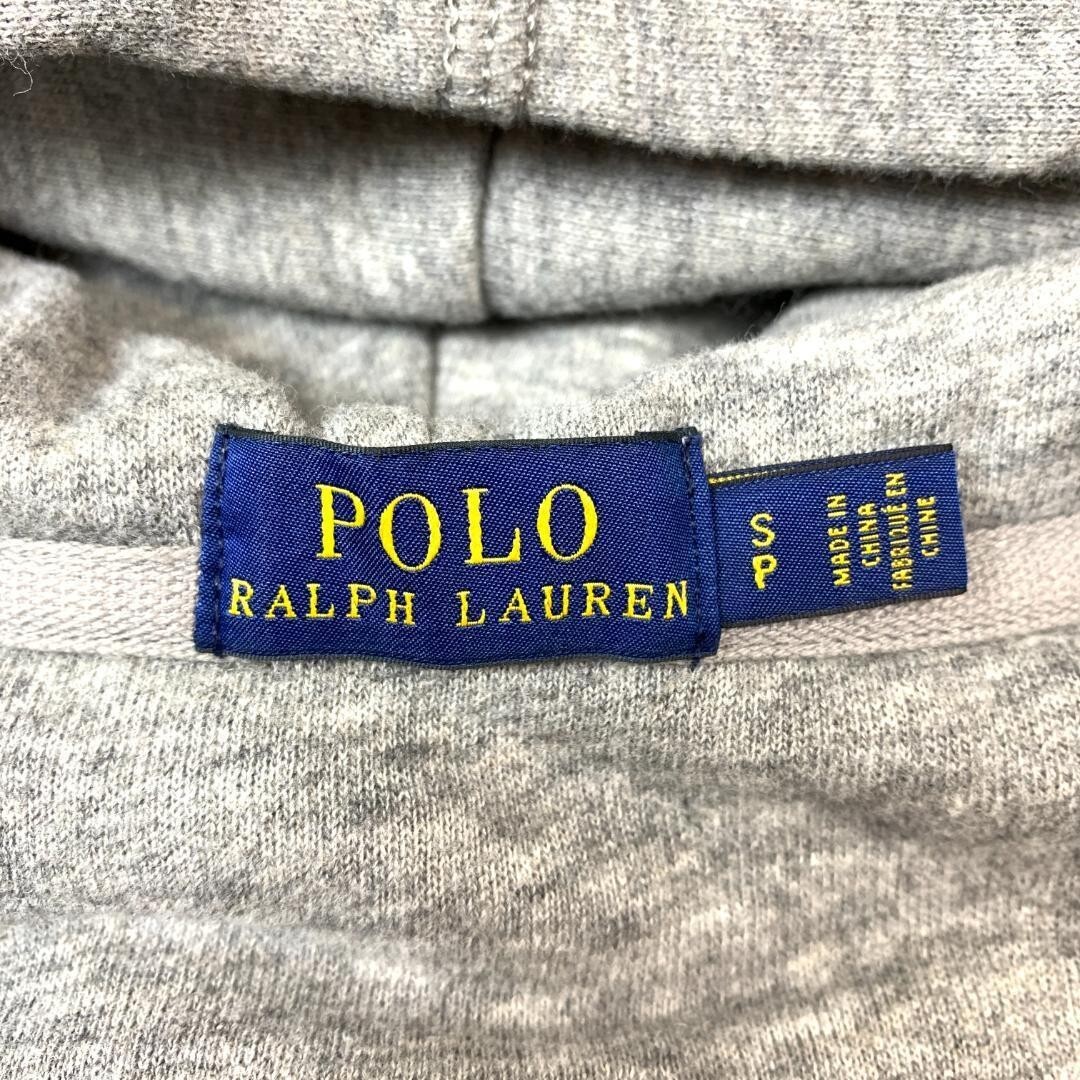 POLO
RALPH LAUREN
S
P
MADE IN
CHINA
FABRIQUÉ EN
CHINE